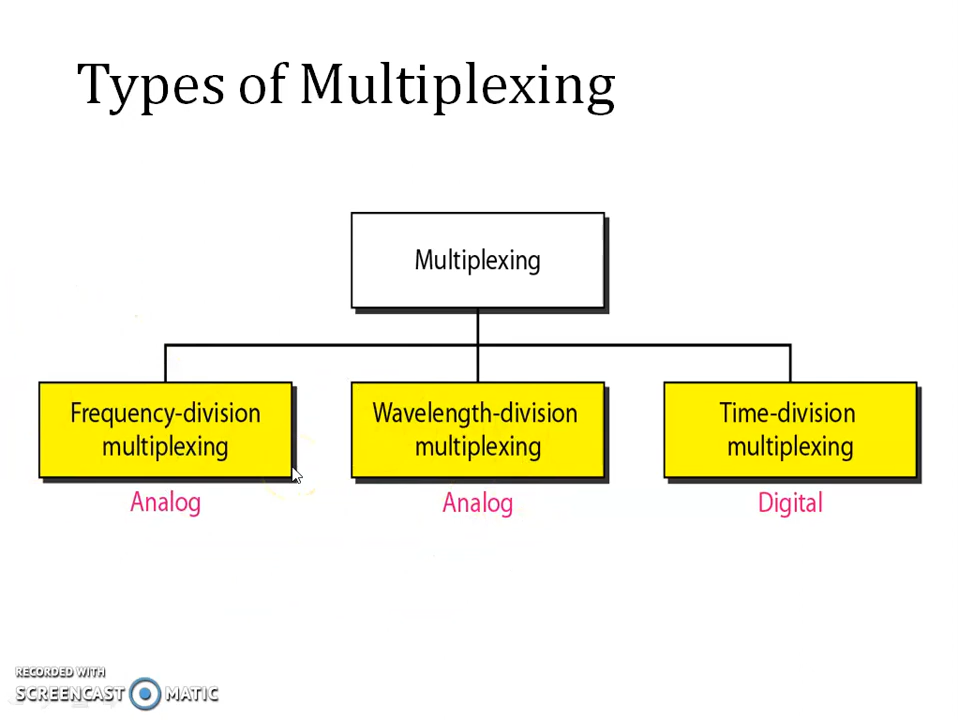 Types of Multiplexing
Multiplexing
Frequency-division
multiplexing
Analog
Wavelength-division
multiplexing
Analog
Time-division
multiplexing
Digital
RECORDED WITH
SCREENCAST MATIC